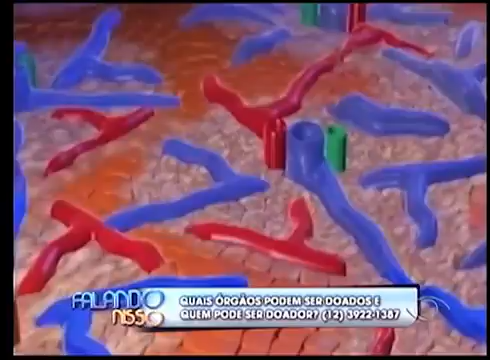 FALANDO
NISSO
QUAIS ÓRGÃOS PODEM SER DOADOS E
QUEM PODE SER DOADOR? (12) 3922-1387